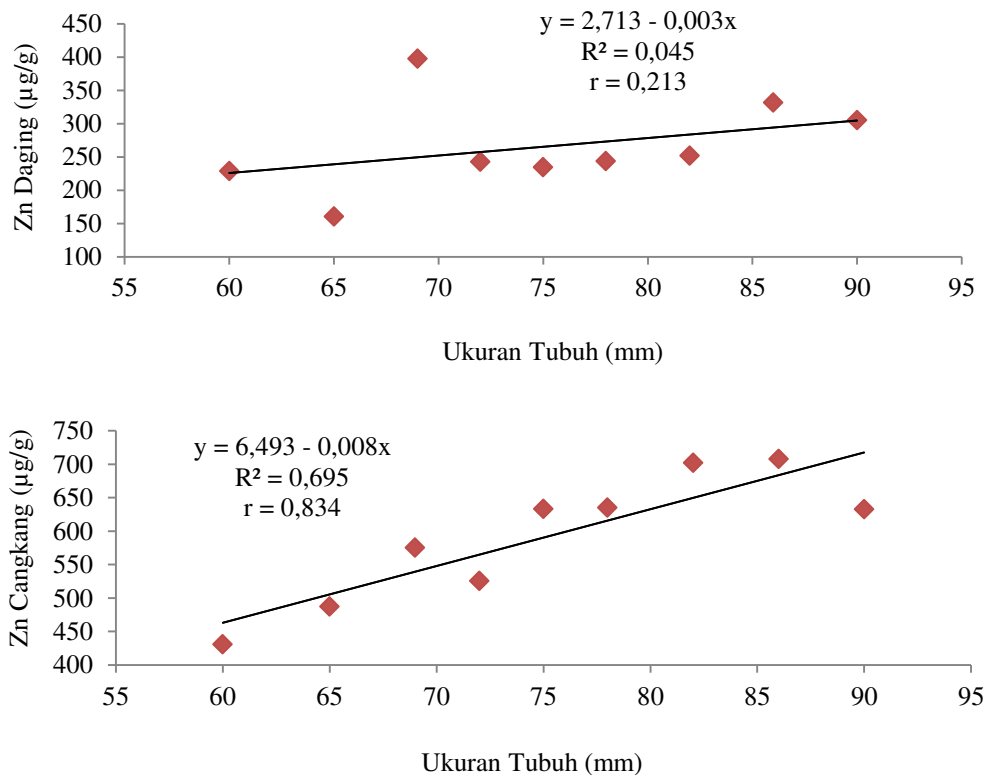 y = 2,713 - 0,003x
R² = 0,045
r = 0,213
Zn Daging (µg/g)
450
400
350
300
250
200
150
100
55 60 65 70 75 80 85 90 95
Ukuran Tubuh (mm)
y = 6,493 - 0,008x
R² = 0,695
r = 0,834
Zn Cangkang (µg/g)
750
700
650
600
550
500
450
400
55 60 65 70 75 80 85 90 95
Ukuran Tubuh (mm)